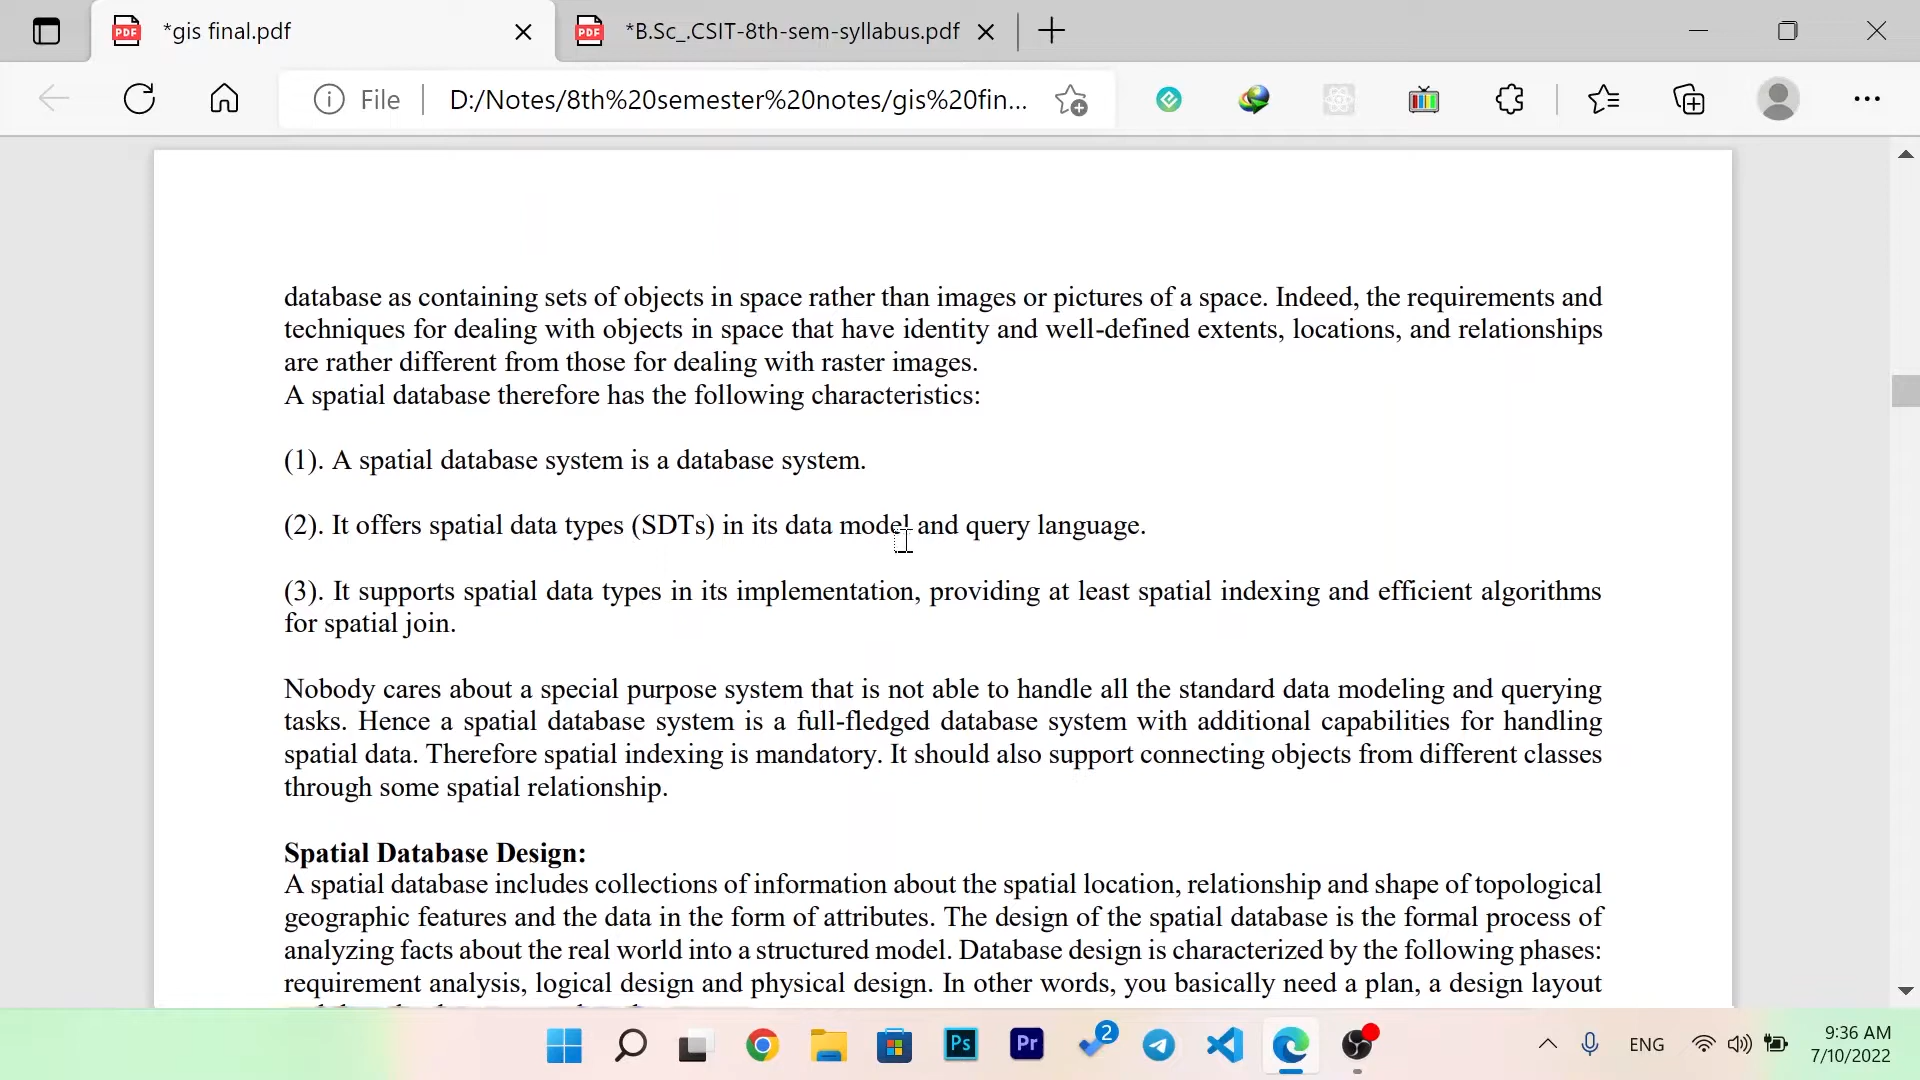 *gis final.pdf
*B.Sc_.CSIT-8th-sem-syllabus.pdf
File
D:/Notes/8th%20semester%20notes/gis%20fin...
database as containing sets of objects in space rather than images or pictures of a space. Indeed, the requirements and
techniques for dealing with objects in space that have identity and well-defined extents, locations, and relationships
are rather different from those for dealing with raster images.
A spatial database therefore has the following characteristics:
(1). A spatial database system is a database system.
(2). It offers spatial data types (SDTs) in its data model and query language.
(3). It supports spatial data types in its implementation, providing at least spatial indexing and efficient algorithms
for spatial join.
Nobody cares about a special purpose system that is not able to handle all the standard data modeling and querying
tasks. Hence a spatial database system is a full-fledged database system with additional capabilities for handling
spatial data. Therefore spatial indexing is mandatory. It should also support connecting objects from different classes
through some spatial relationship.
Spatial Database Design:
A spatial database includes collections of information about the spatial location, relationship and shape of topological
geographic features and the data in the form of attributes. The design of the spatial database is the formal process of
analyzing facts about the real world into a structured model. Database design is characterized by the following phases:
requirement analysis, logical design and physical design. In other words, you basically need a plan, a design layout
Ps
Pr
2
ENG
9:36 AM
7/10/2022